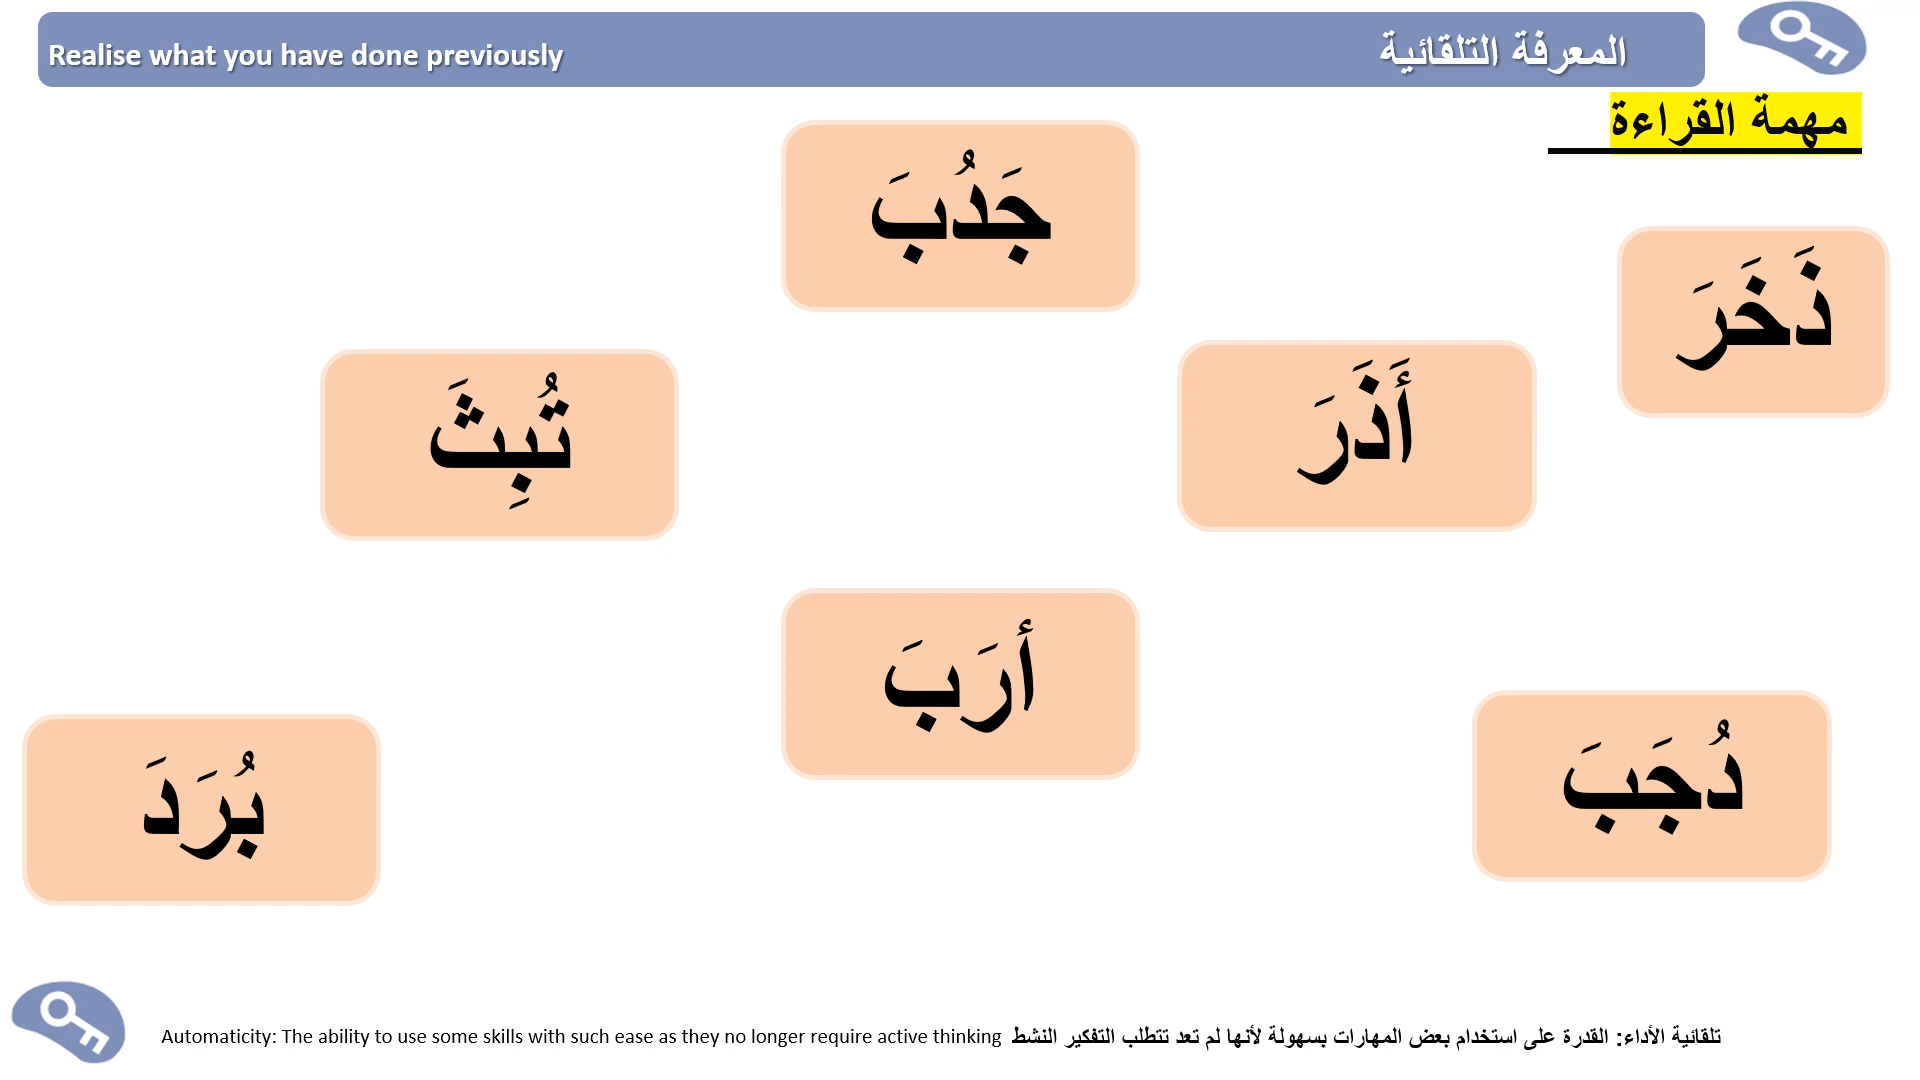 Realise what you have done previously
المعرفة التلقائية
مهمة القراءة
جَدُبَ
ذَخَرَ
أَذَرَ
تُبِثَ
أرَبَ
دُجَبَ
بُرَدَ
Automaticity: The ability to use some skills with such ease as they no longer require active thinking تلقائية الأداء: القدرة على استخدام بعض المهارات بسهولة لأنها لم تعد تتطلب التفكير النشط